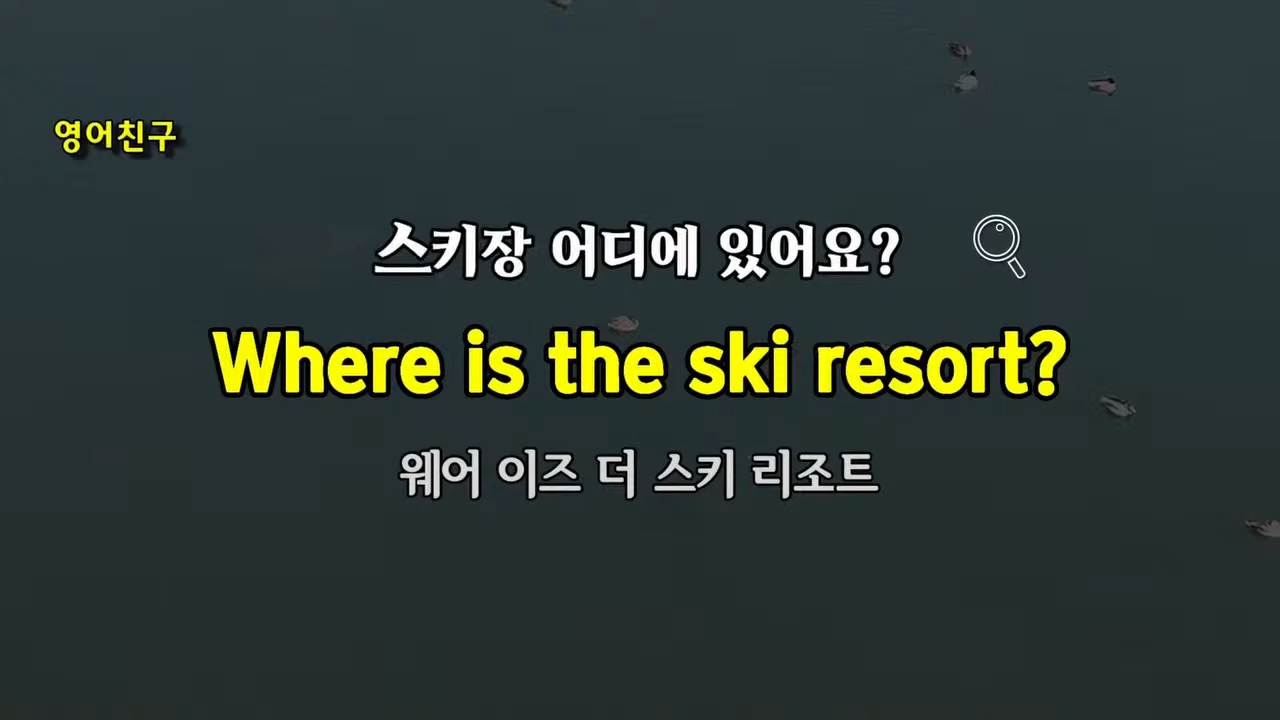 영어친구
스키장 어디에 있어요?
Where is the ski resort?
웨어 이즈 더 스키 리조트